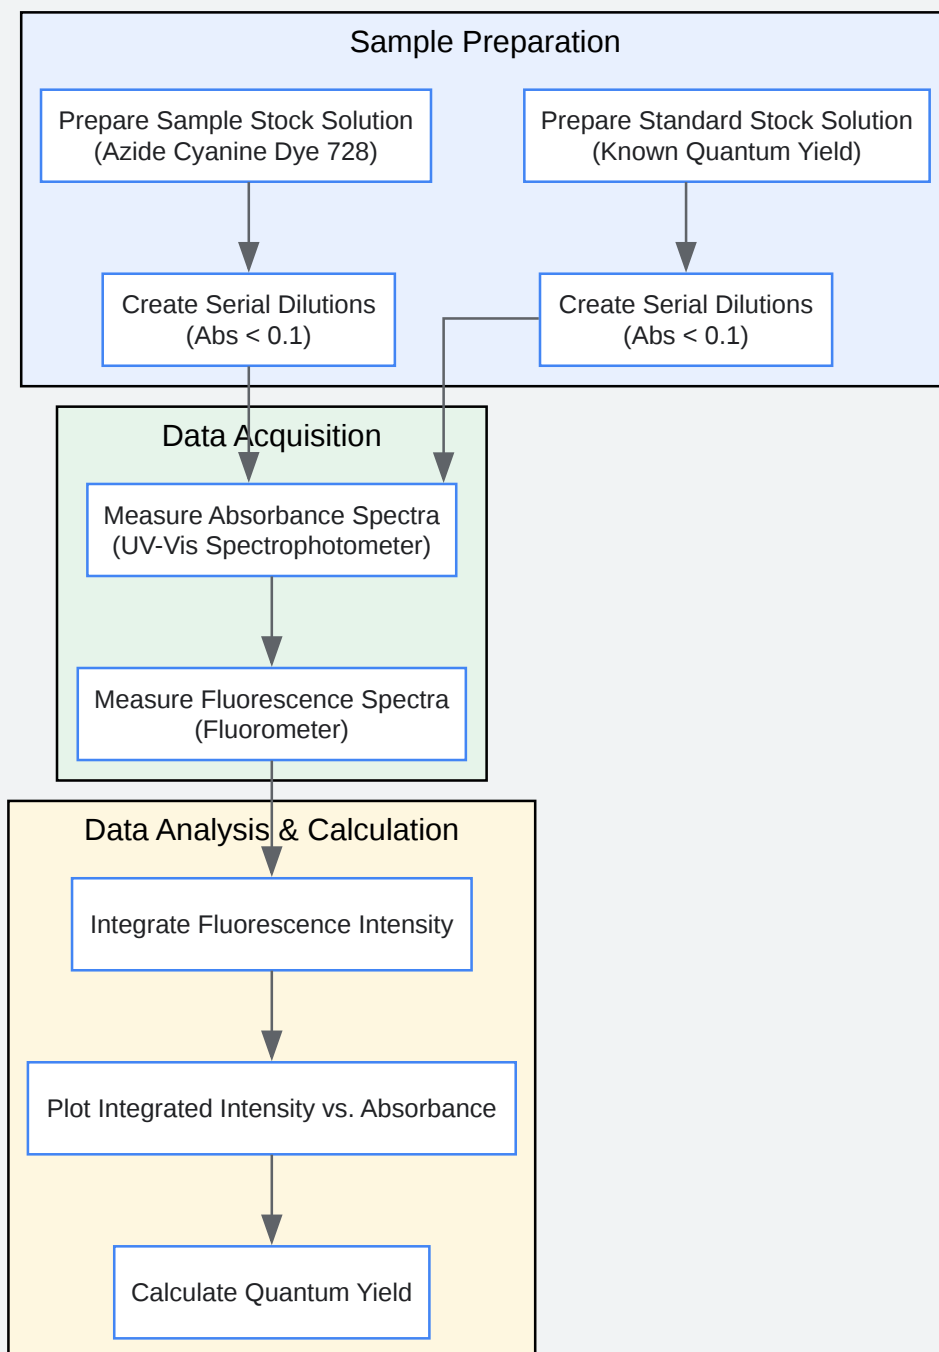 Sample Preparation
Prepare Sample Stock Solution
(Azide Cyanine Dye 728)
Prepare Standard Stock Solution
(Known Quantum Yield)
Create Serial Dilutions
(Abs < 0.1)
Create Serial Dilutions
(Abs < 0.1)
Data Acquisition
Measure Absorbance Spectra
(UV-Vis Spectrophotometer)
Measure Fluorescence Spectra
(Fluorometer)
Data Analysis & Calculation
Integrate Fluorescence Intensity
Plot Integrated Intensity vs. Absorbance
Calculate Quantum Yield